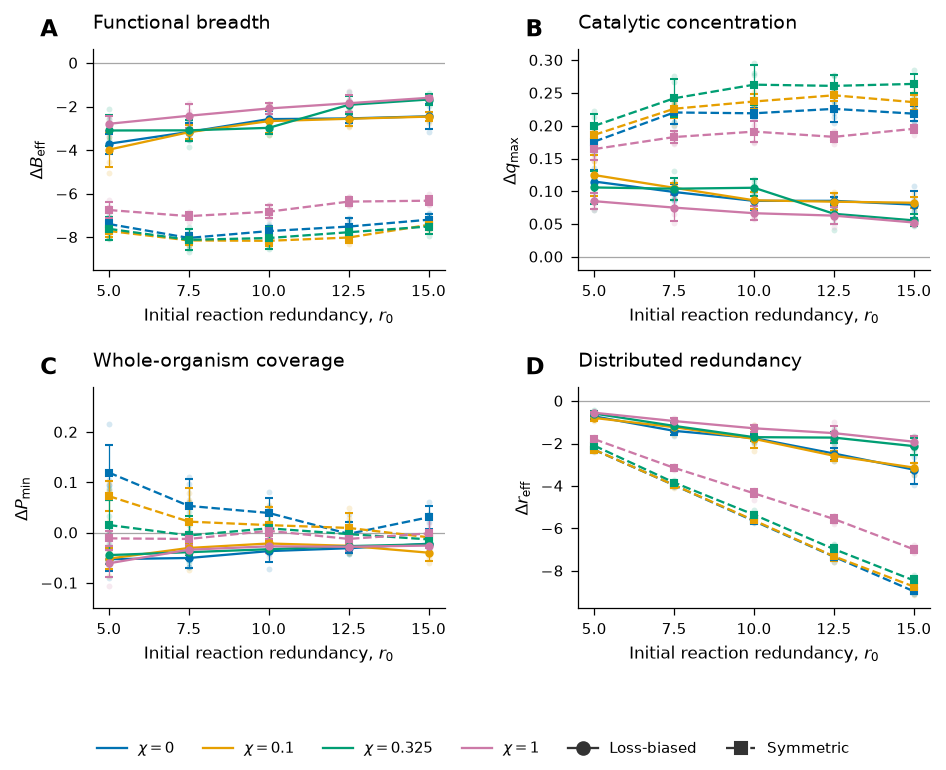 A Functional breadth
0
−2
−4
−6
−8
ΔB_eff
5.0 7.5 10.0 12.5 15.0
Initial reaction redundancy, r_0
B Catalytic concentration
0.30
0.25
0.20
0.15
0.10
0.05
0.00
Δq_max
5.0 7.5 10.0 12.5 15.0
Initial reaction redundancy, r_0
C Whole-organism coverage
0.2
0.1
0.0
−0.1
ΔP_min
5.0 7.5 10.0 12.5 15.0
Initial reaction redundancy, r_0
D Distributed redundancy
0
−2
−4
−6
−8
Δr_eff
5.0 7.5 10.0 12.5 15.0
Initial reaction redundancy, r_0
χ = 0 χ = 0.1 χ = 0.325 χ = 1 Loss-biased Symmetric